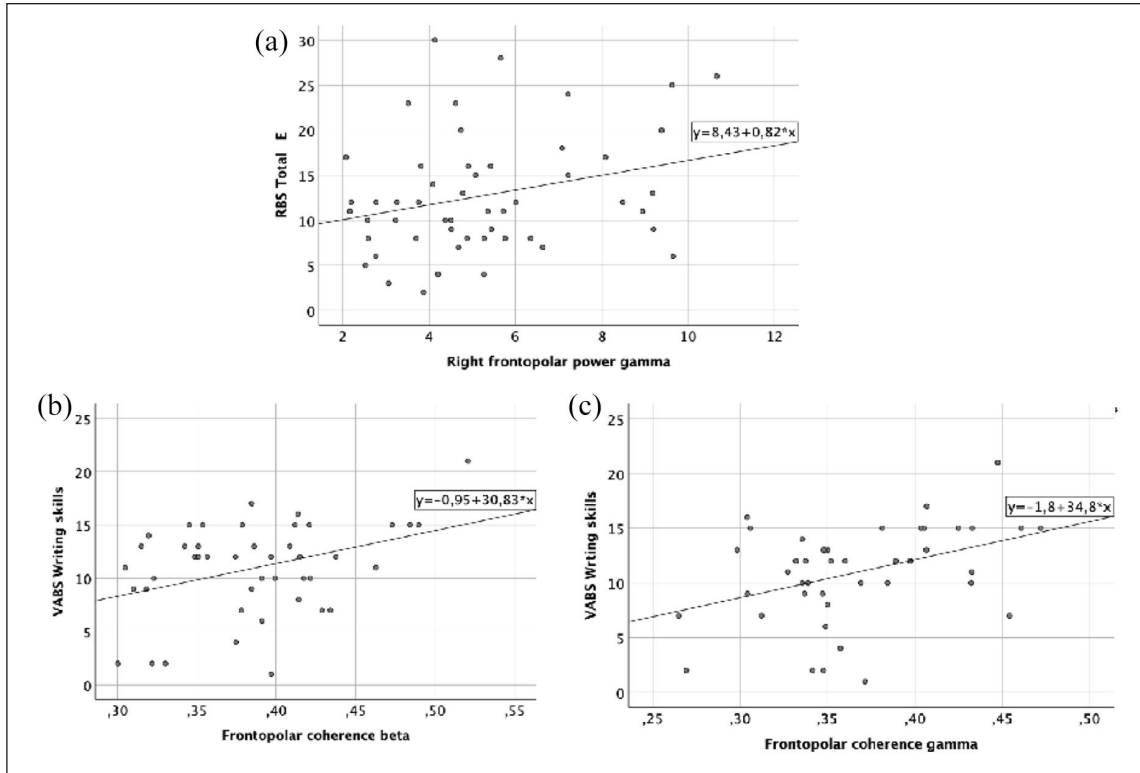 (a)
30
25
20
15
10
5
0
RBS Total E
y=8,43+0,82*x
2 4 6 8 10 12
Right frontopolar power gamma
(b)
25
20
15
10
5
0
VABS Writing skills
y=-0,95+30,83*x
,30 ,35 ,40 ,45 ,50 ,55
Frontopolar coherence beta
(c)
25
20
15
10
5
0
VABS Wrting skills
y=-1,8+34,8*x
,25 ,30 ,35 ,40 ,45 ,50
Frontopolar coherence gamma